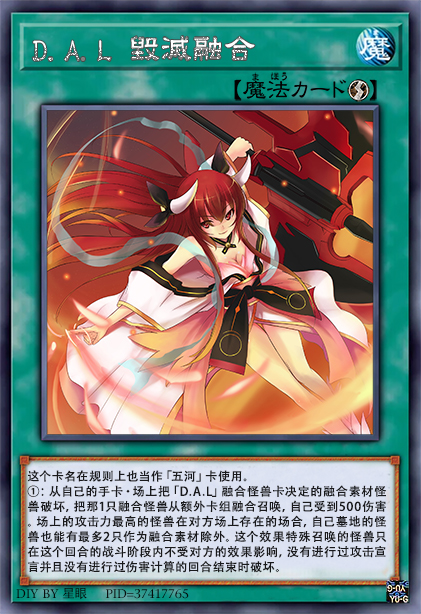 D.A.L 毀滅融合
魔
【魔法カード】
まほう
这个卡名在规则上也当作「五河」卡使用。
①：从自己的手卡·场上把「D.A.L」融合怪兽卡决定的融合素材怪
兽破坏，把那1只融合怪兽从额外卡组融合召唤，自己受到500伤害
。场上的攻击力最高的怪兽在对方场上存在的场合，自己墓地的怪
兽也能有最多2只作为融合素材除外。这个效果特殊召唤的怪兽只
在这个回合的战斗阶段内不受对方的效果影响，没有进行过攻击宣
言并且没有进行过伤害计算的回合结束时破坏。
DIY BY 星眼 PID=37417765
YU-G